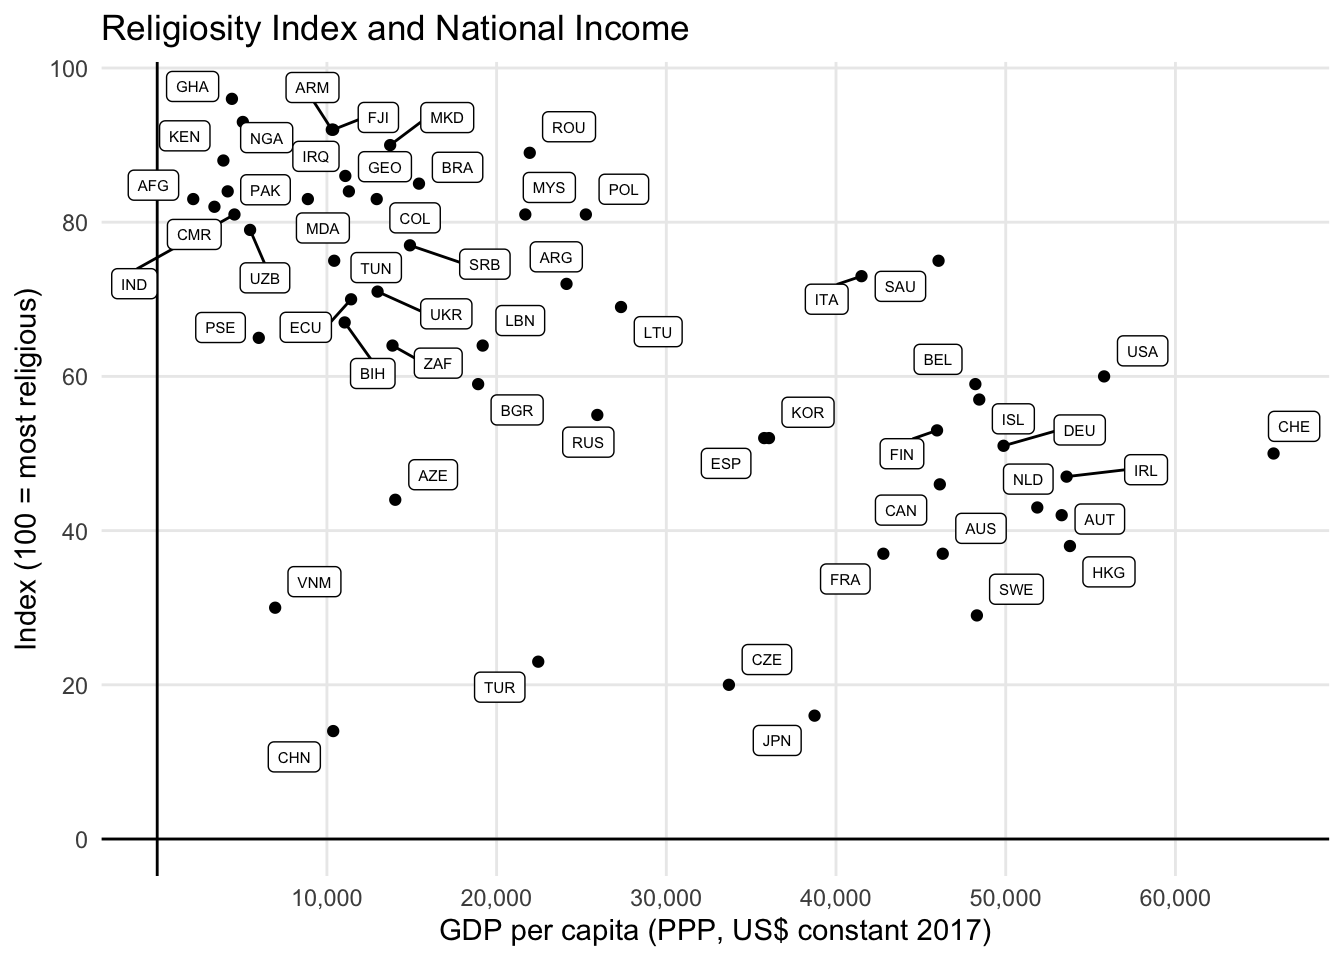 Religiosity Index and National Income
100
GHA
ARM
FJI
MKD
ROU
KEN
NGA
IRQ
GEO
BRA
AFG
PAK
MYS
POL
80
CMR
MDA
COL
IND
UZB
TUN
SRB
ARG
ITA
SAU
PSE
ECU
UKR
LBN
LTU
60
BIH
ZAF
BEL
USA
BGR
RUS
KOR
ISL
DEU
CHE
ESP
FIN
AZE
NLD
IRL
CAN
40
AUS
AUT
VNM
FRA
SWE
HKG
20
TUR
CZE
CHN
JPN
0
Index (100 = most religious)
10,000 20,000 30,000 40,000 50,000 60,000
GDP per capita (PPP, US$ constant 2017)